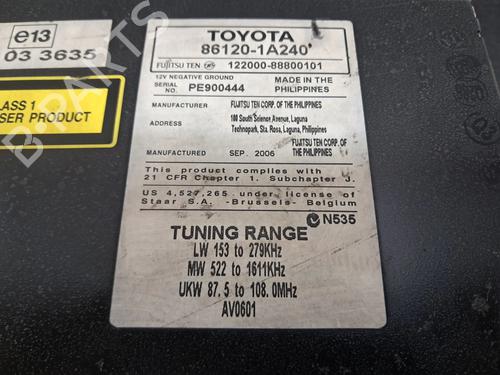 e13
03 3635
CLASS 1
LASER PRODUCT
TOYOTA
86120-1A240
FUJITSU TEN 122000-88800101
12V NEGATIVE GROUND
SERIAL NO. PE900444
MADE IN THE PHILIPPINES
MANUFACTURER FUJITSU TEN CORP. OF THE PHILIPPINES
ADDRESS 100 South Science Avenue, Laguna
Technopark, Sta. Rosa, Laguna, Philippines
MANUFACTURED SEP. 2006 FUJITSU TEN CORP. OF THE PHILIPPINES
This product complies with
21 CFR Chapter 1. Subchapter J.
US 4,527,265. under license of
Staar S.A. -Brussels- Belgium
N535
TUNING RANGE
LW 153 to 279KHz
MW 522 to 1611KHz
UKW 87.5 to 108.0MHz
AV0601
B-Parts